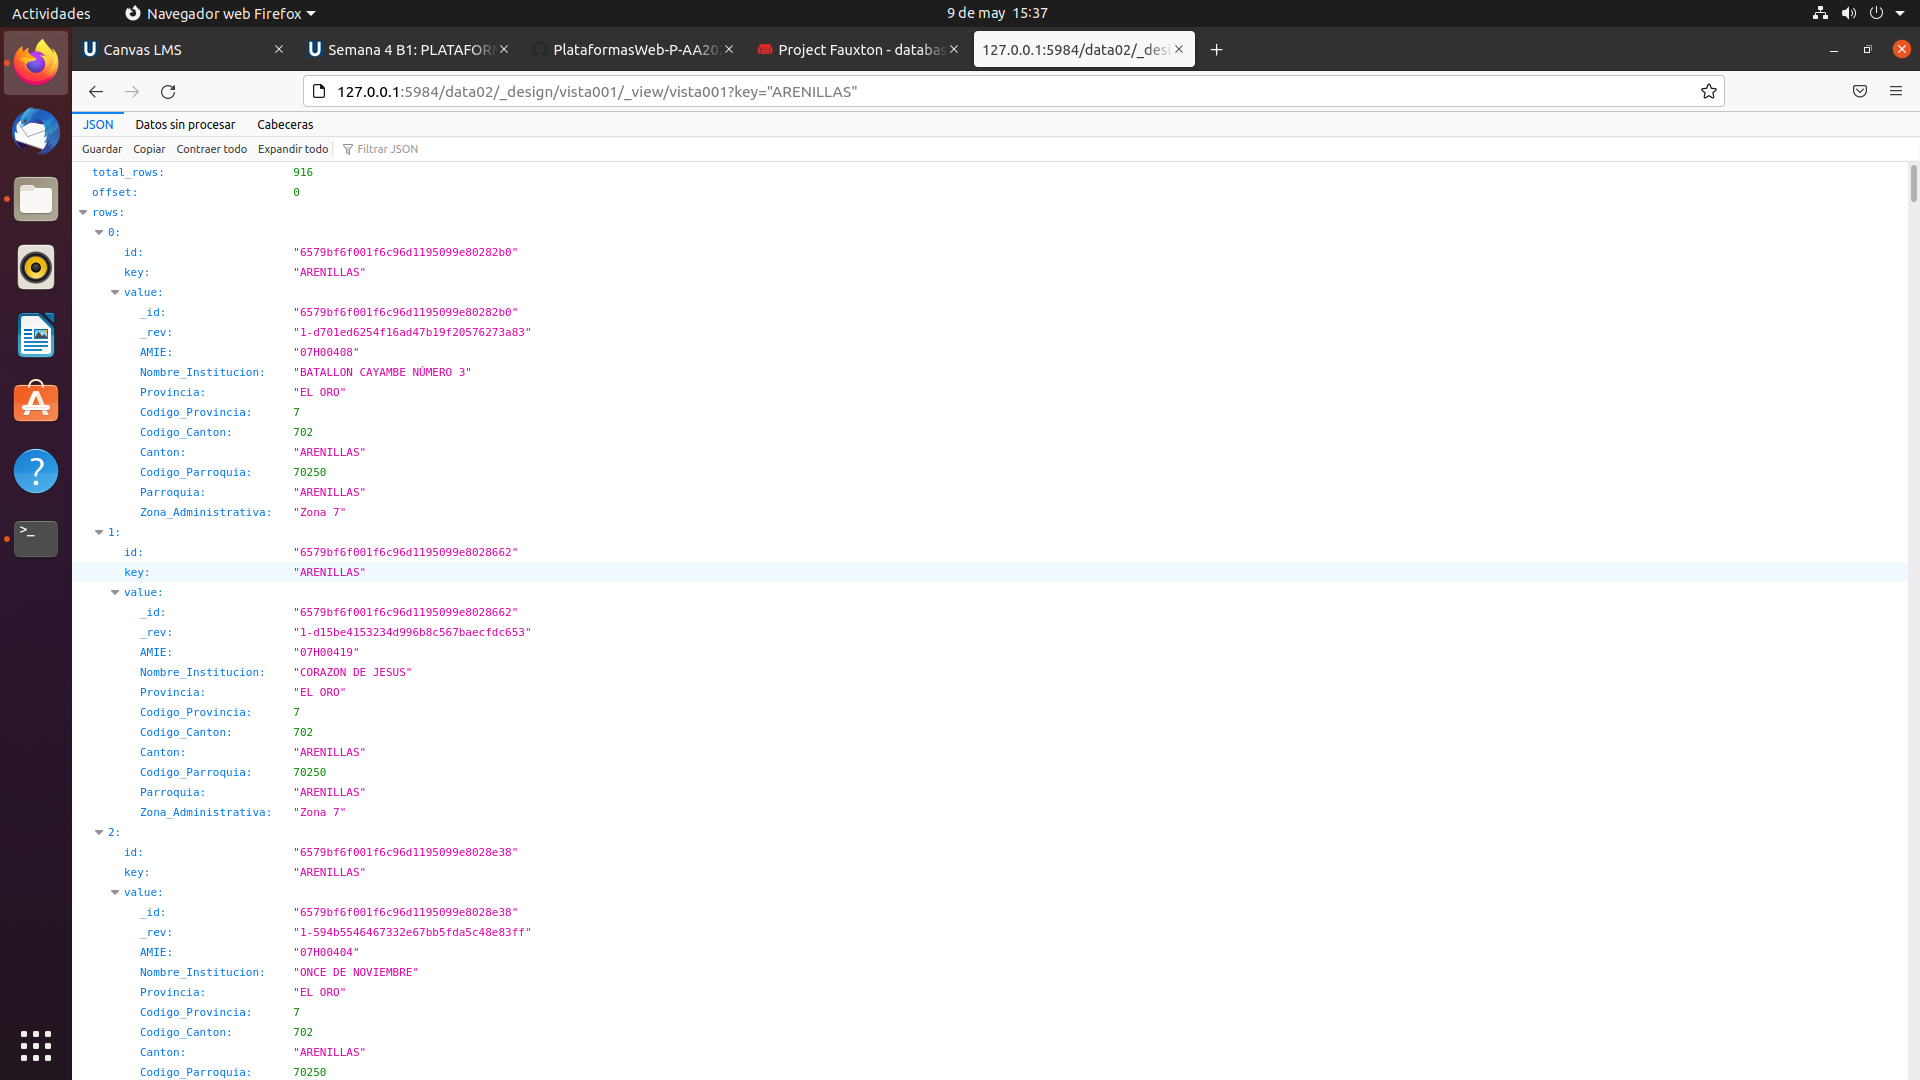 Actividades
Navegador web Firefox
9 de may 15:37
Canvas LMS
Semana 4 B1: PLATAFOR
PlataformasWeb-P-AA20
Project Fauxton - databas
127.0.0.1:5984/data02/_desi
127.0.0.1:5984/data02/_design/vista001/_view/vista001?key="ARENILLAS"
JSON
Datos sin procesar
Cabeceras
Guardar
Copiar
Contraer todo
Expandir todo
Filtrar JSON
total_rows: 916
offset: 0
rows:
0:
id: "6579bf6f001f6c96d1195099e80282b0"
key: "ARENILLAS"
value:
_id: "6579bf6f001f6c96d1195099e80282b0"
_rev: "1-d701ed6254f16ad47b19f20576273a83"
AMIE: "07H00408"
Nombre_Institucion: "BATALLON CAYAMBE NÚMERO 3"
Provincia: "EL ORO"
Codigo_Provincia: 7
Codigo_Canton: 702
Canton: "ARENILLAS"
Codigo_Parroquia: 70250
Parroquia: "ARENILLAS"
Zona_Administrativa: "Zona 7"
1:
id: "6579bf6f001f6c96d1195099e8028662"
key: "ARENILLAS"
value:
_id: "6579bf6f001f6c96d1195099e8028662"
_rev: "1-d15be4153234d996b8c567baecfdc653"
AMIE: "07H00419"
Nombre_Institucion: "CORAZON DE JESUS"
Provincia: "EL ORO"
Codigo_Provincia: 7
Codigo_Canton: 702
Canton: "ARENILLAS"
Codigo_Parroquia: 70250
Parroquia: "ARENILLAS"
Zona_Administrativa: "Zona 7"
2:
id: "6579bf6f001f6c96d1195099e8028e38"
key: "ARENILLAS"
value:
_id: "6579bf6f001f6c96d1195099e8028e38"
_rev: "1-594b5546467332e67bb5fda5c48e83ff"
AMIE: "07H00404"
Nombre_Institucion: "ONCE DE NOVIEMBRE"
Provincia: "EL ORO"
Codigo_Provincia: 7
Codigo_Canton: 702
Canton: "ARENILLAS"
Codigo_Parroquia: 70250